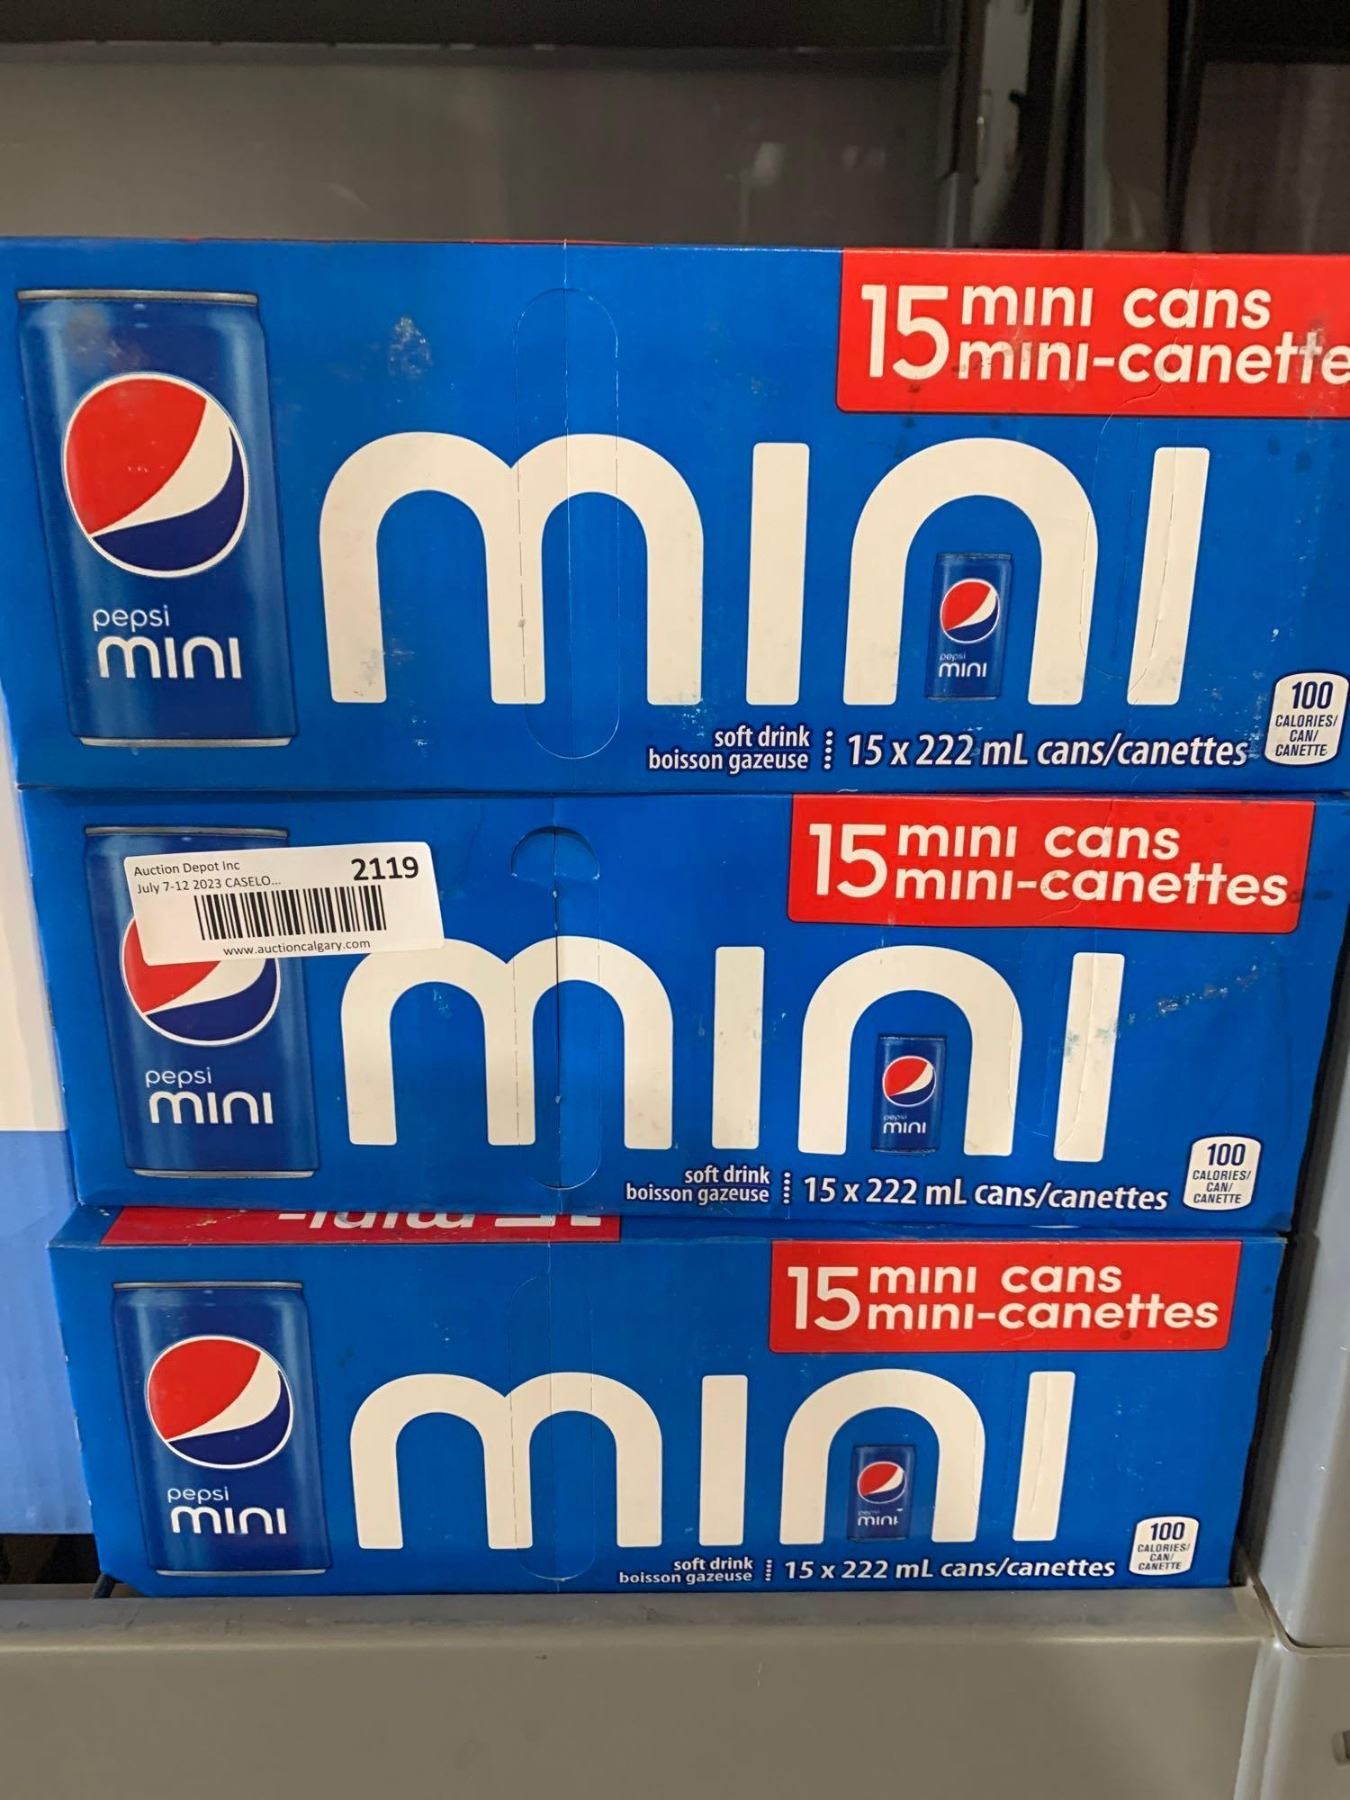 15 mini cans
mini-canette
pepsi
mini
mini
pepsi
mini
soft drink
boisson gazeuse
15 x 222 mL cans/canettes
100
CALORIES/
CAN/
CANETTE
Auction Depot Inc
2119
July 7-12 2023 CASELO...
www.auctioncalgary.com
15 mini cans
mini-canettes
pepsi
mini
mini
pepsi
mini
soft drink
boisson gazeuse
15 x 222 mL cans/canettes
100
CALORIES/
CAN/
CANETTE
15 mini cans
mini-canettes
pepsi
mini
mini
mini
soft drink
boisson gazeuse
15 x 222 mL cans/canettes
100
CALORIES/
CAN/
CANETTE